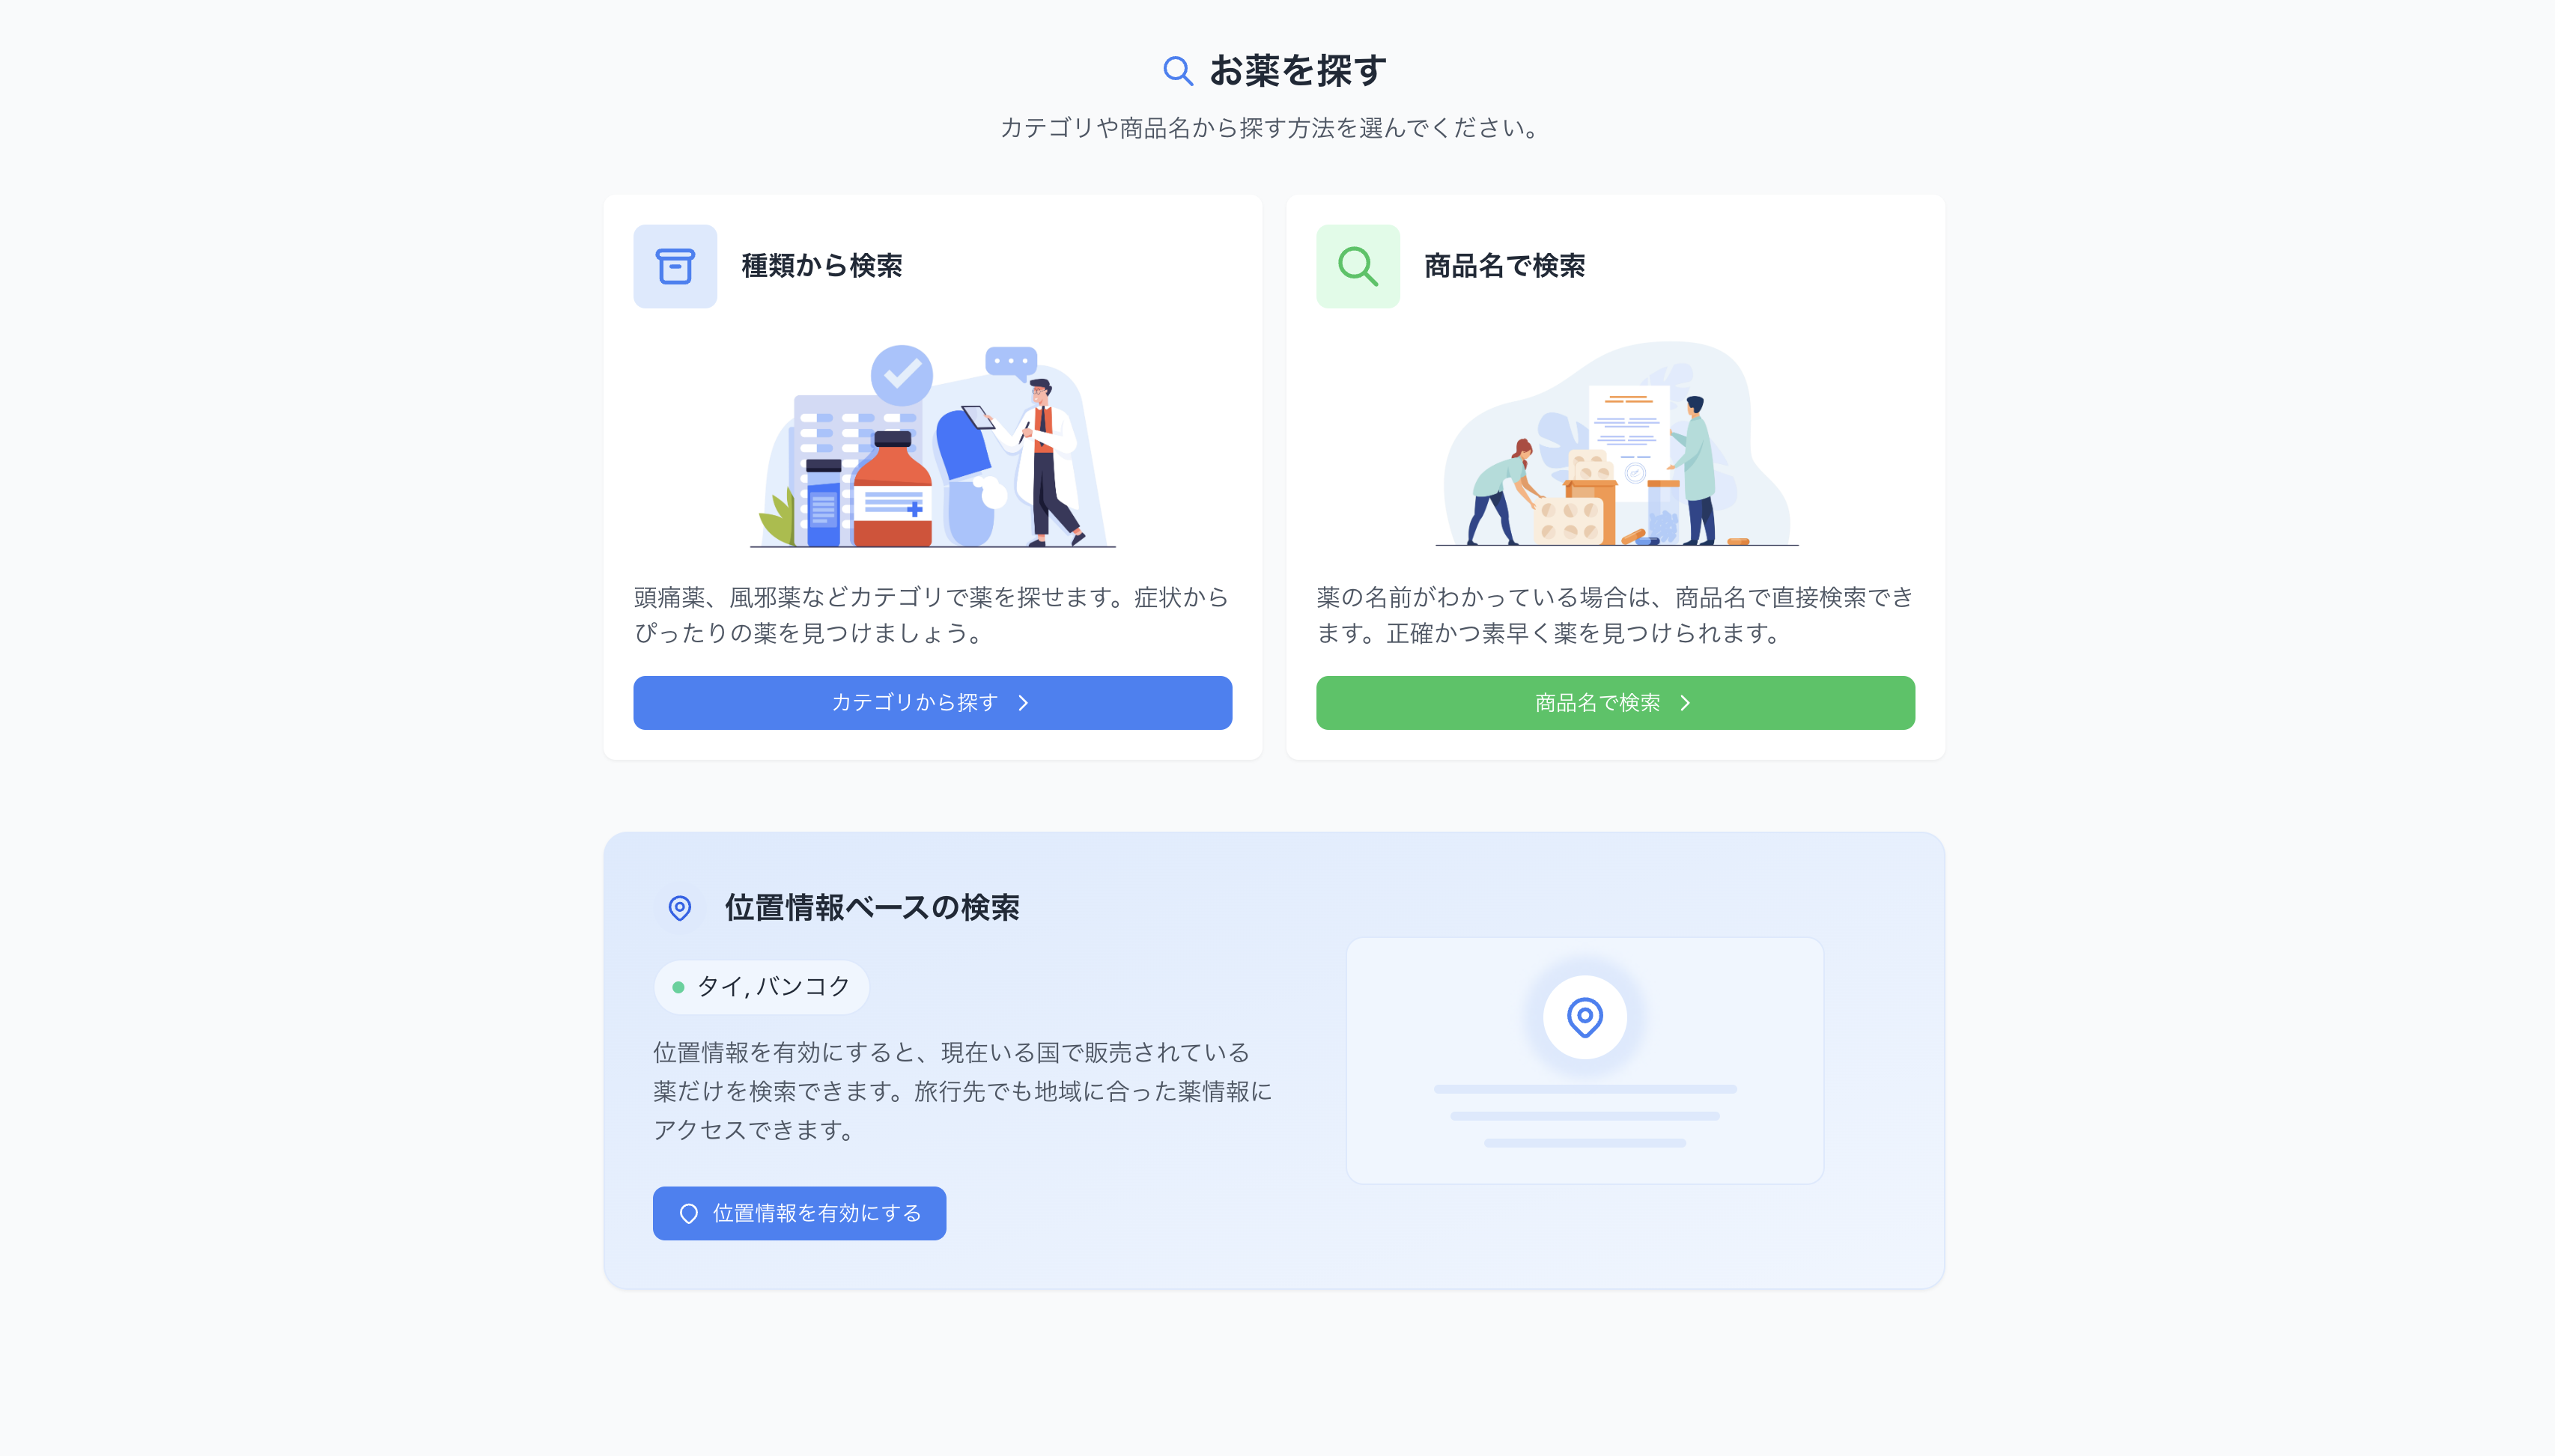 お薬を探す
カテゴリや商品名から探す方法を選んでください。
種類から検索
頭痛薬、風邪薬などカテゴリで薬を探せます。症状から
ぴったりの薬を見つけましょう。
カテゴリから探す
商品名で検索
薬の名前がわかっている場合は、商品名で直接検索でき
ます。正確かつ素早く薬を見つけられます。
商品名で検索
位置情報ベースの検索
タイ, バンコク
位置情報を有効にすると、現在いる国で販売されている
薬だけを検索できます。旅行先でも地域に合った薬情報に
アクセスできます。
位置情報を有効にする